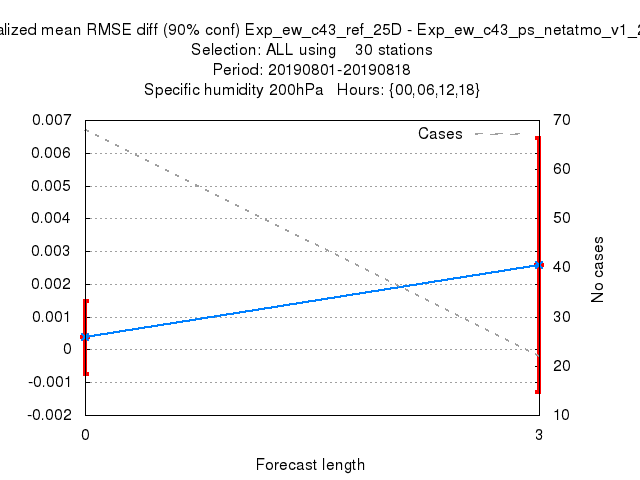 alized mean RMSE diff (90% conf) Exp_ew_c43_ref_25D - Exp_ew_c43_ps_netatmo_v1_2
Selection: ALL using 30 stations
Period: 20190801-20190818
Specific humidity 200hPa Hours: {00,06,12,18}
0.007
0.006
0.005
0.004
0.003
0.002
0.001
0
-0.001
-0.002
Cases
70
60
50
40
30
20
10
No cases
0 3
Forecast length